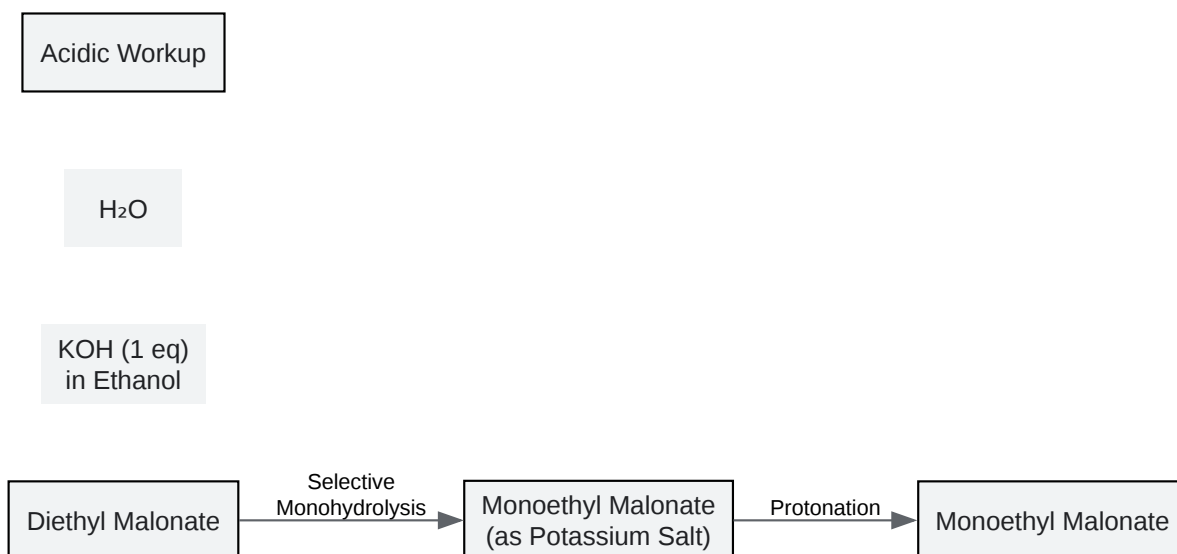 Acidic Workup
H₂O
KOH (1 eq)
in Ethanol
Diethyl Malonate
Selective
Monohydrolysis
Monoethyl Malonate
(as Potassium Salt)
Protonation
Monoethyl Malonate